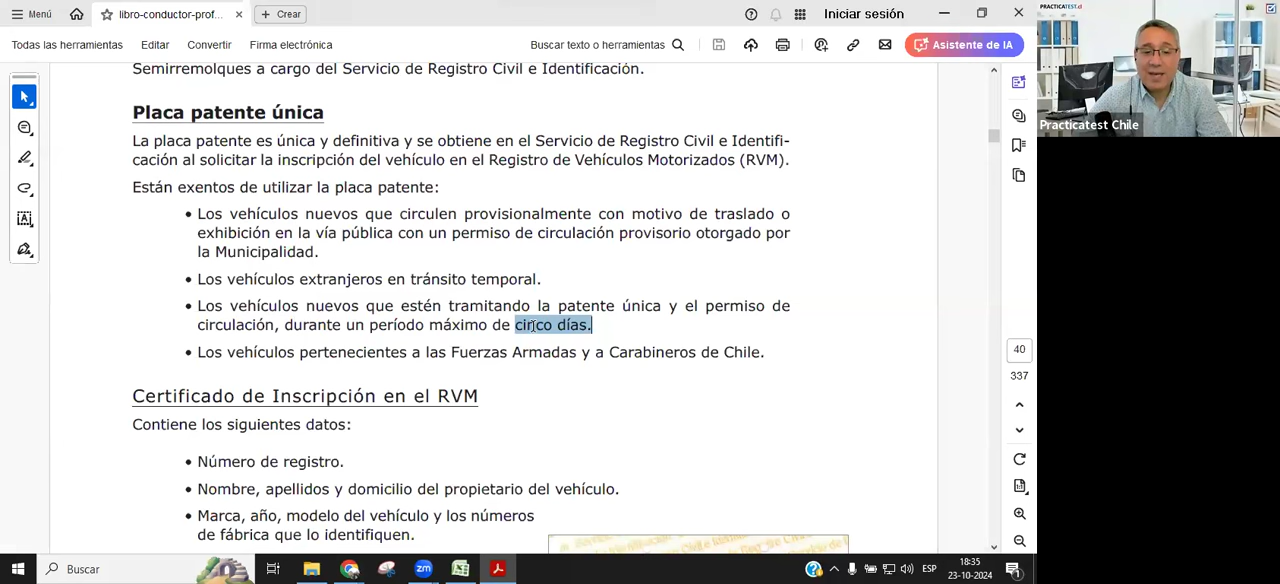 Menú
libro-conductor-prof...
Crear
Iniciar sesión
PRACTICATEST.cl
Todas las herramientas
Editar
Convertir
Firma electrónica
Buscar texto o herramientas
Asistente de IA
Semirremolques a cargo del Servicio de Registro Civil e Identificación.
Placa patente única
La placa patente es única y definitiva y se obtiene en el Servicio de Registro Civil e Identifi-
cación al solicitar la inscripción del vehículo en el Registro de Vehículos Motorizados (RVM).
Practicatest Chile
Están exentos de utilizar la placa patente:
• Los vehículos nuevos que circulen provisionalmente con motivo de traslado o
exhibición en la vía pública con un permiso de circulación provisorio otorgado por
la Municipalidad.
• Los vehículos extranjeros en tránsito temporal.
• Los vehículos nuevos que estén tramitando la patente única y el permiso de
circulación, durante un período máximo de cinco días.
• Los vehículos pertenecientes a las Fuerzas Armadas y a Carabineros de Chile.
40
337
Certificado de Inscripción en el RVM
Contiene los siguientes datos:
• Número de registro.
• Nombre, apellidos y domicilio del propietario del vehículo.
• Marca, año, modelo del vehículo y los números
de fábrica que lo identifiquen.
Buscar
zm
ESP
18:35
23-10-2024
1